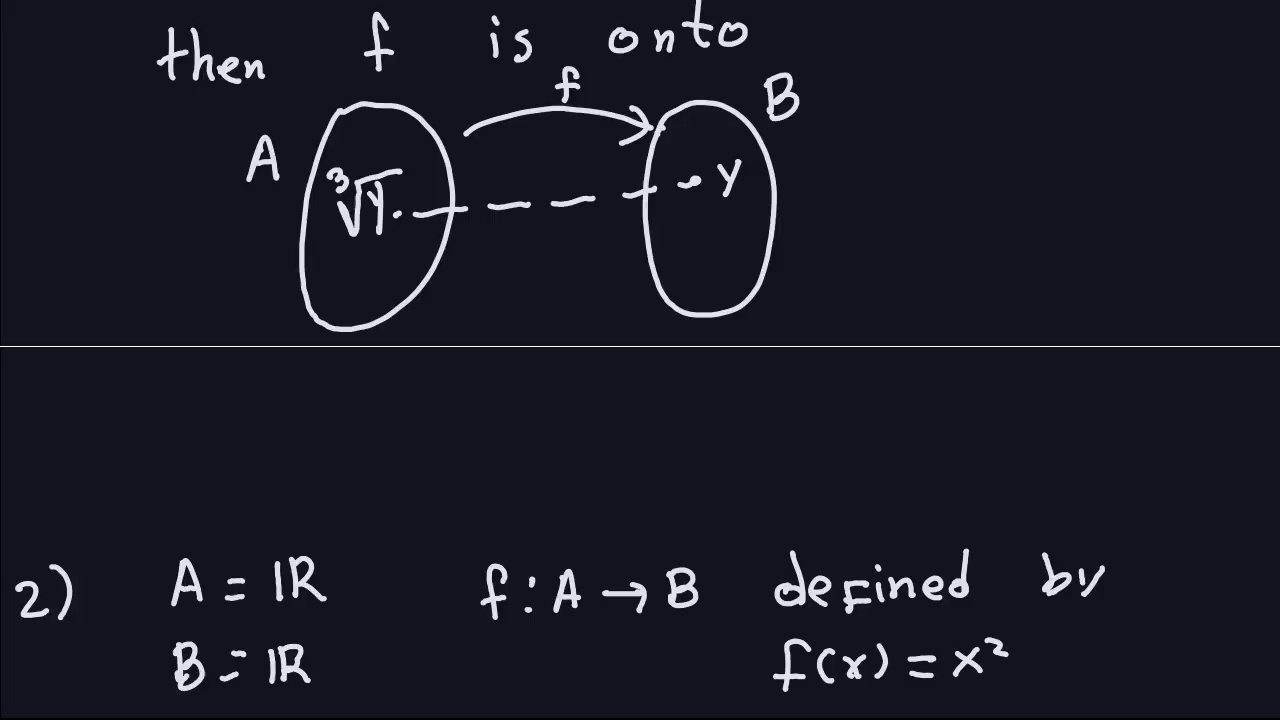 then f is onto
f
A B
∛y y
2) A = ℝ f : A → B defined by
B = ℝ f(x) = x²